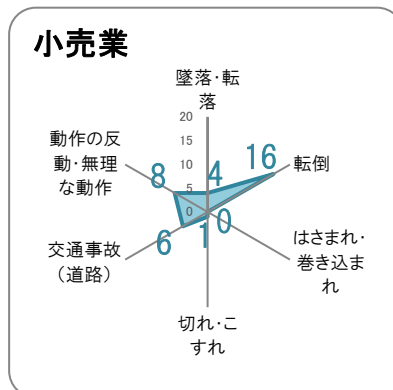 小売業
墜落・転
落
20
15
10
5
0
4
16
転倒
動作の反
動・無理
な動作
8
0
はさまれ・
巻き込ま
れ
交通事故
（道路）
6
1
切れ・こ
すれ